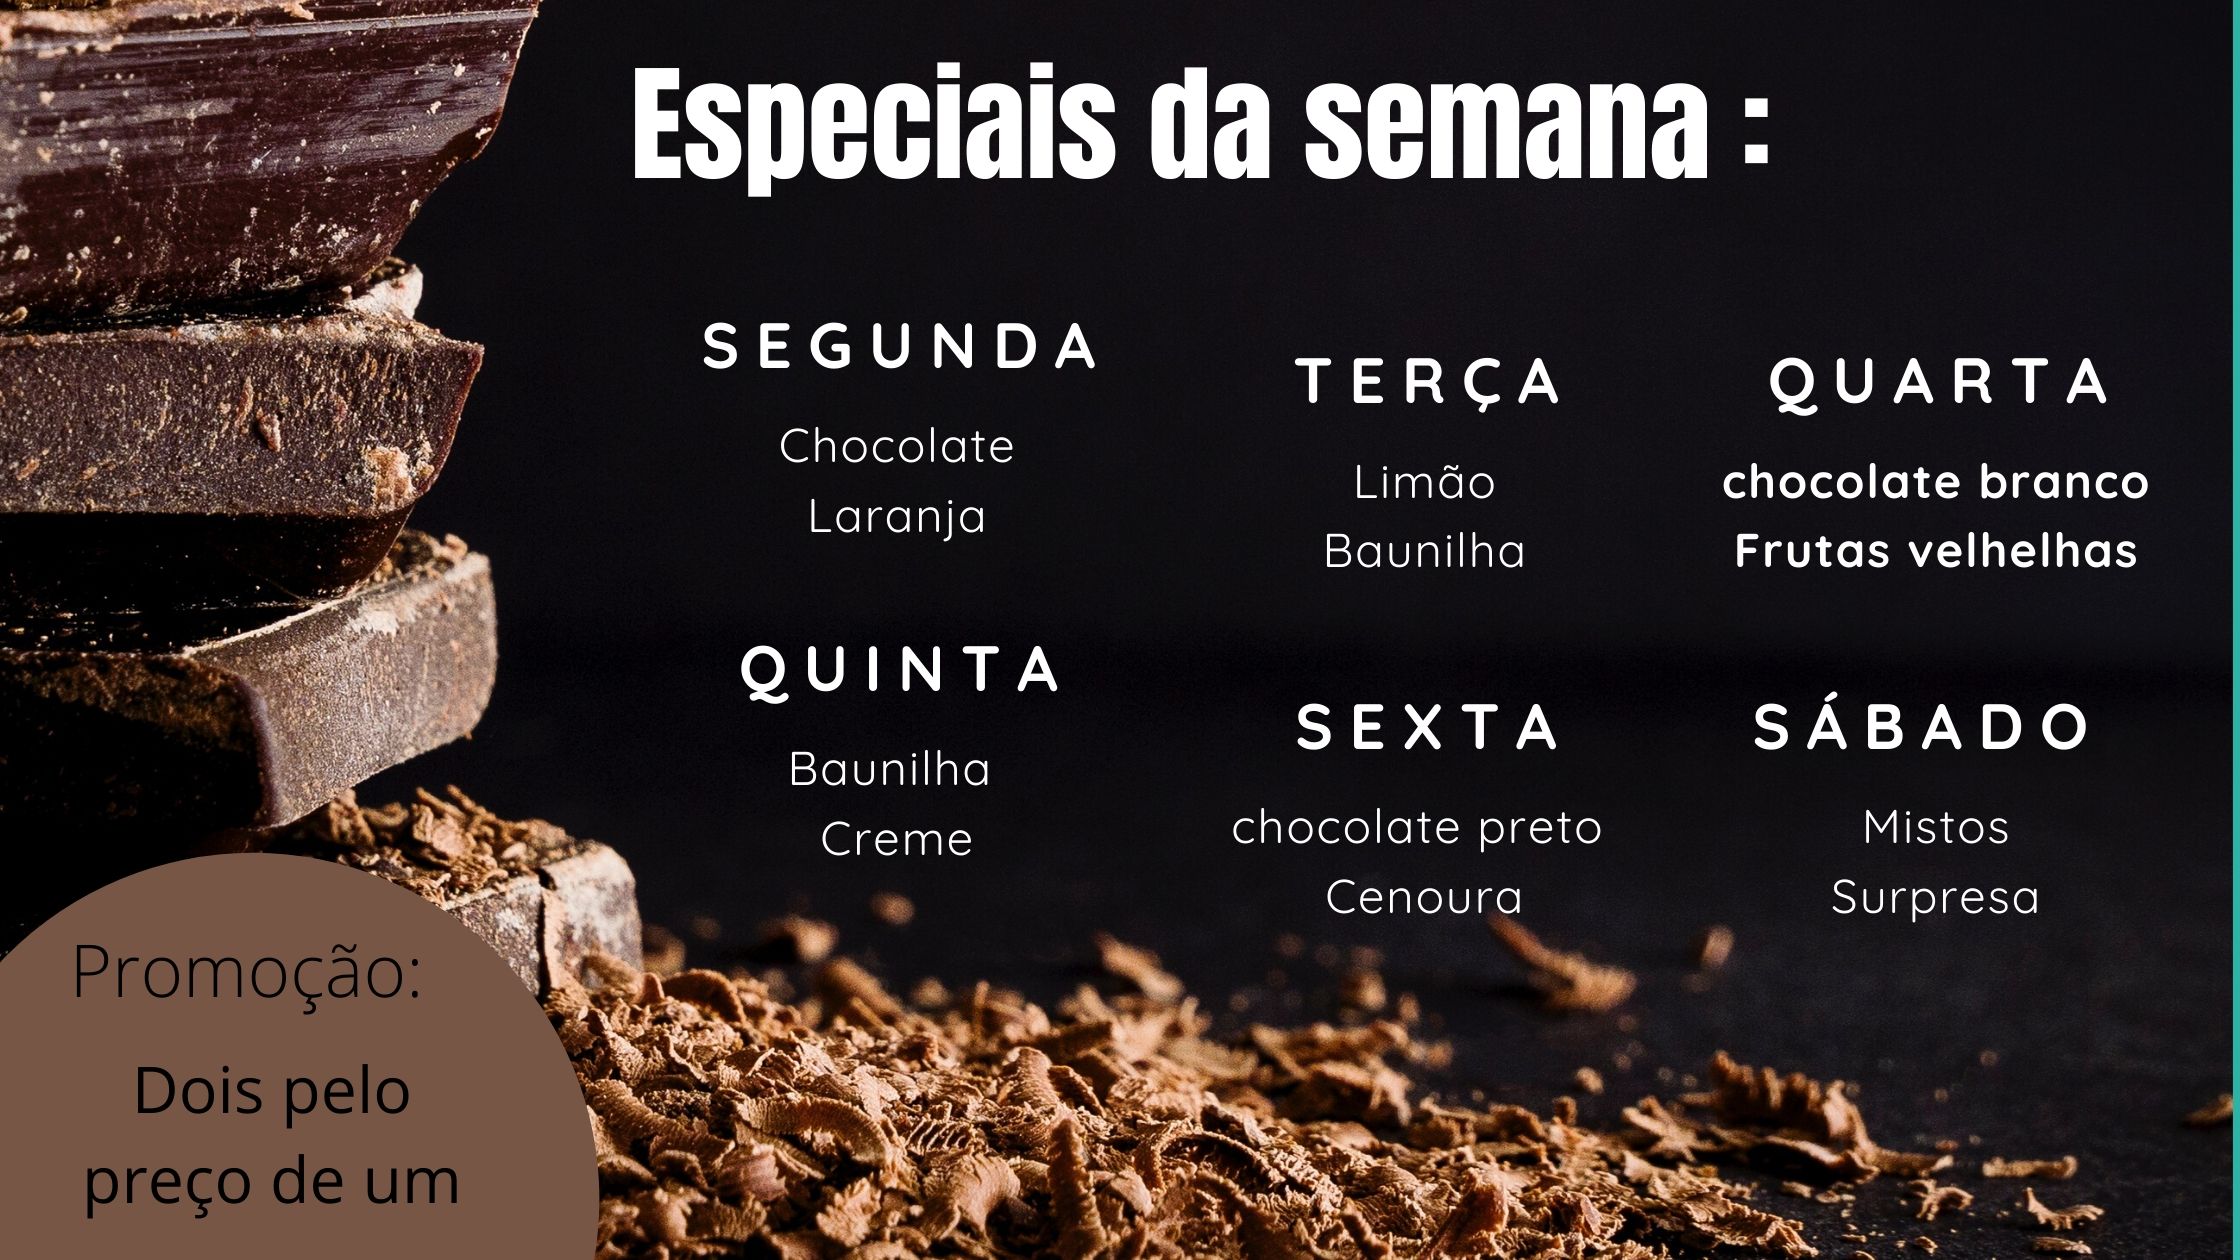 Especiais da semana :
SEGUNDA
Chocolate
Laranja
TERÇA
Limão
Baunilha
QUARTA
chocolate branco
Frutas velhelhas
QUINTA
Baunilha
Creme
SEXTA
chocolate preto
Cenoura
SÁBADO
Mistos
Surpresa
Promoção:
Dois pelo
preço de um